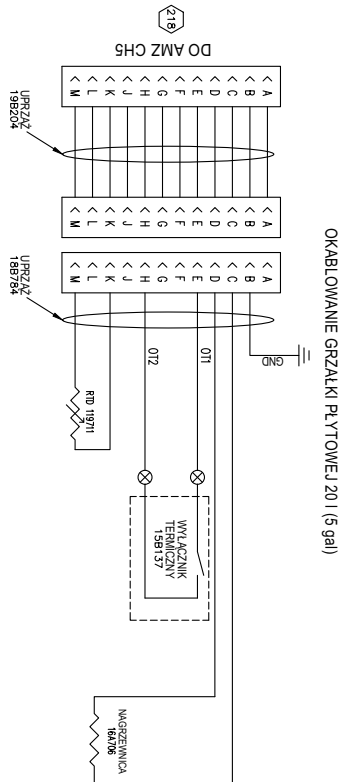 OKABLOWANIE GRZAŁKI PŁYTOWEJ 20 l (5 gal)
218
DO AMZ CH5
A
B
C
D
E
F
G
H
J
K
L
M
UPRZĄŻ
19B204
A
B
C
D
E
F
G
H
J
K
L
M
A
B
C
D
E
F
G
H
J
K
L
M
UPRZĄŻ
18B784
GND
OT1
OT2
RTD 119711
WYŁĄCZNIK
TERMICZNY
15B137
NAGRZEWNICA
16A706